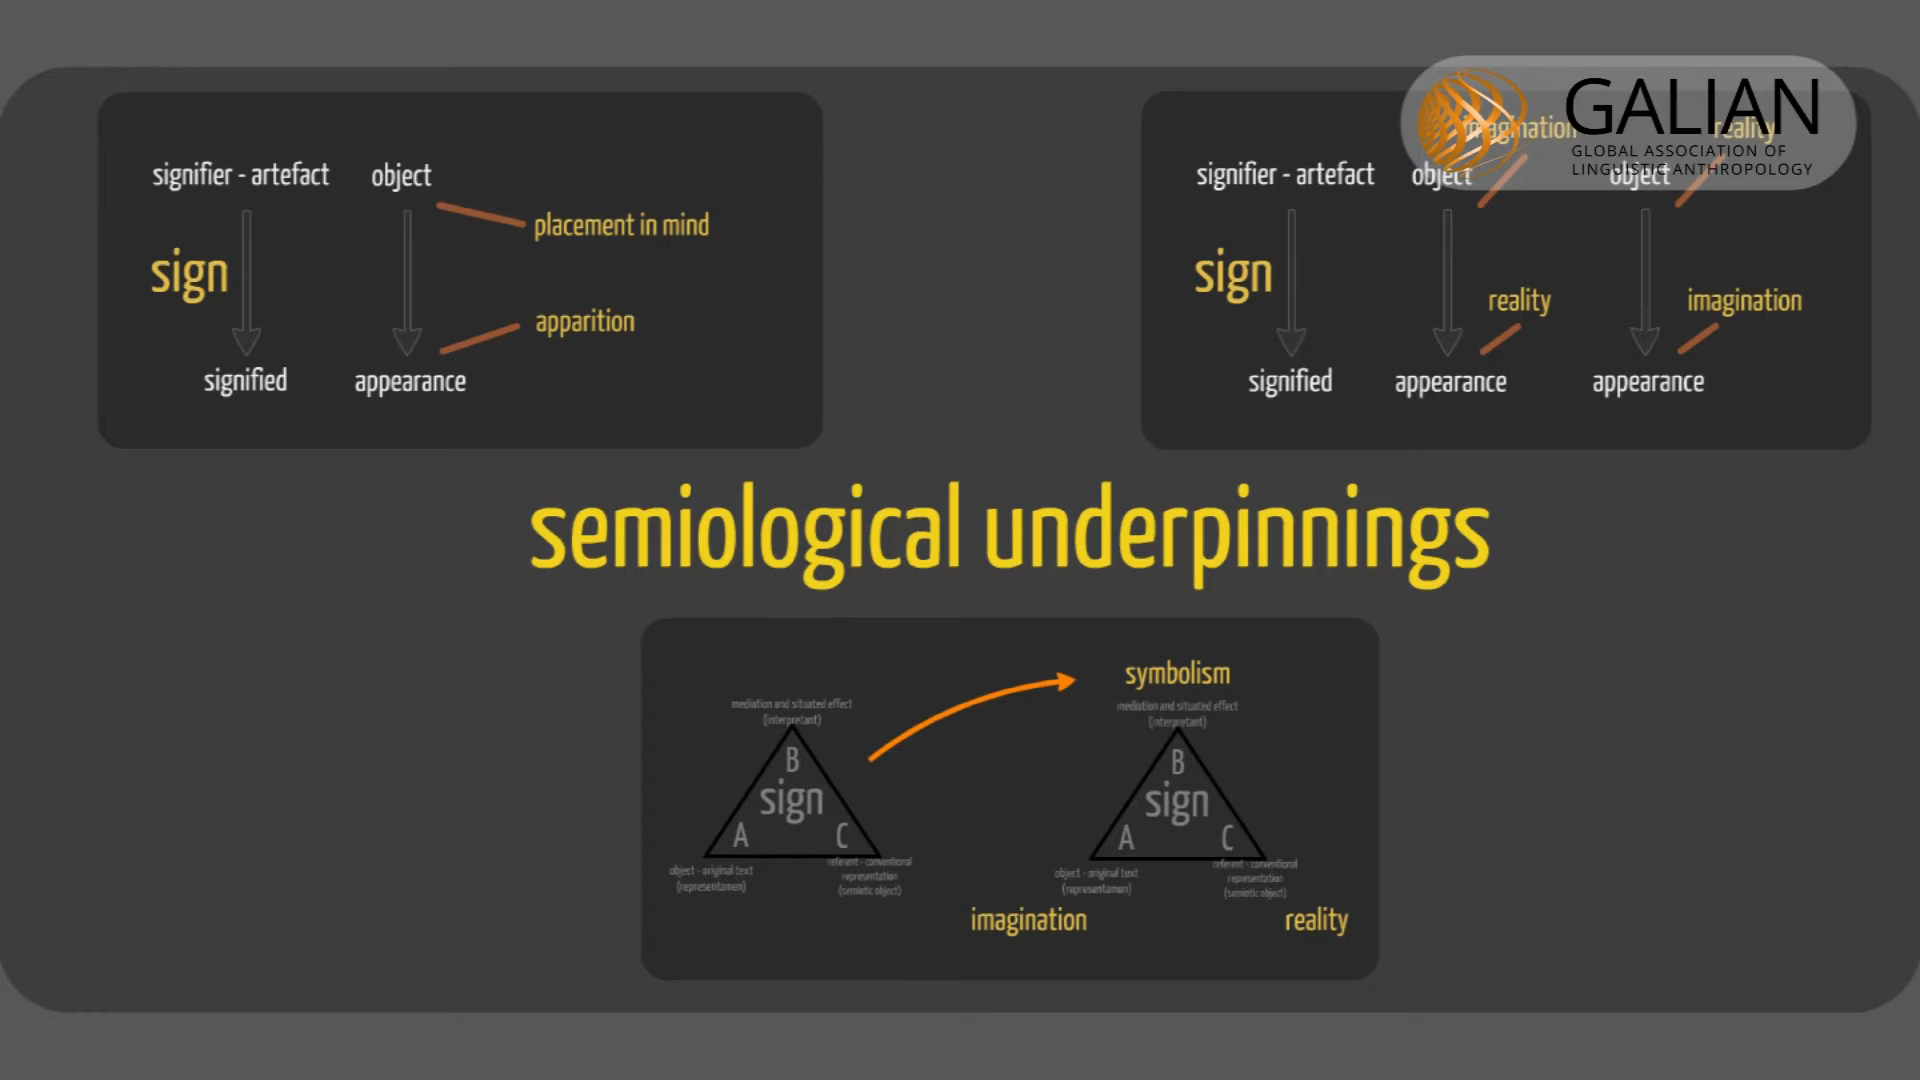 signifier - artefact
object
placement in mind
sign
apparition
signified
appearance
GALIAN
GLOBAL ASSOCIATION OF
LINGUISTIC ANTHROPOLOGY
imagination
reality
signifier - artefact
object
object
sign
reality
imagination
signified
appearance
appearance
semiological underpinnings
mediation and situated effect
(interpretant)
B
sign
A
C
object - original text
(representamen)
referent - conventional
representation
(semiotic object)
symbolism
mediation and situated effect
(interpretant)
B
sign
A
C
object - original text
(representamen)
referent - conventional
representation
(semiotic object)
imagination
reality